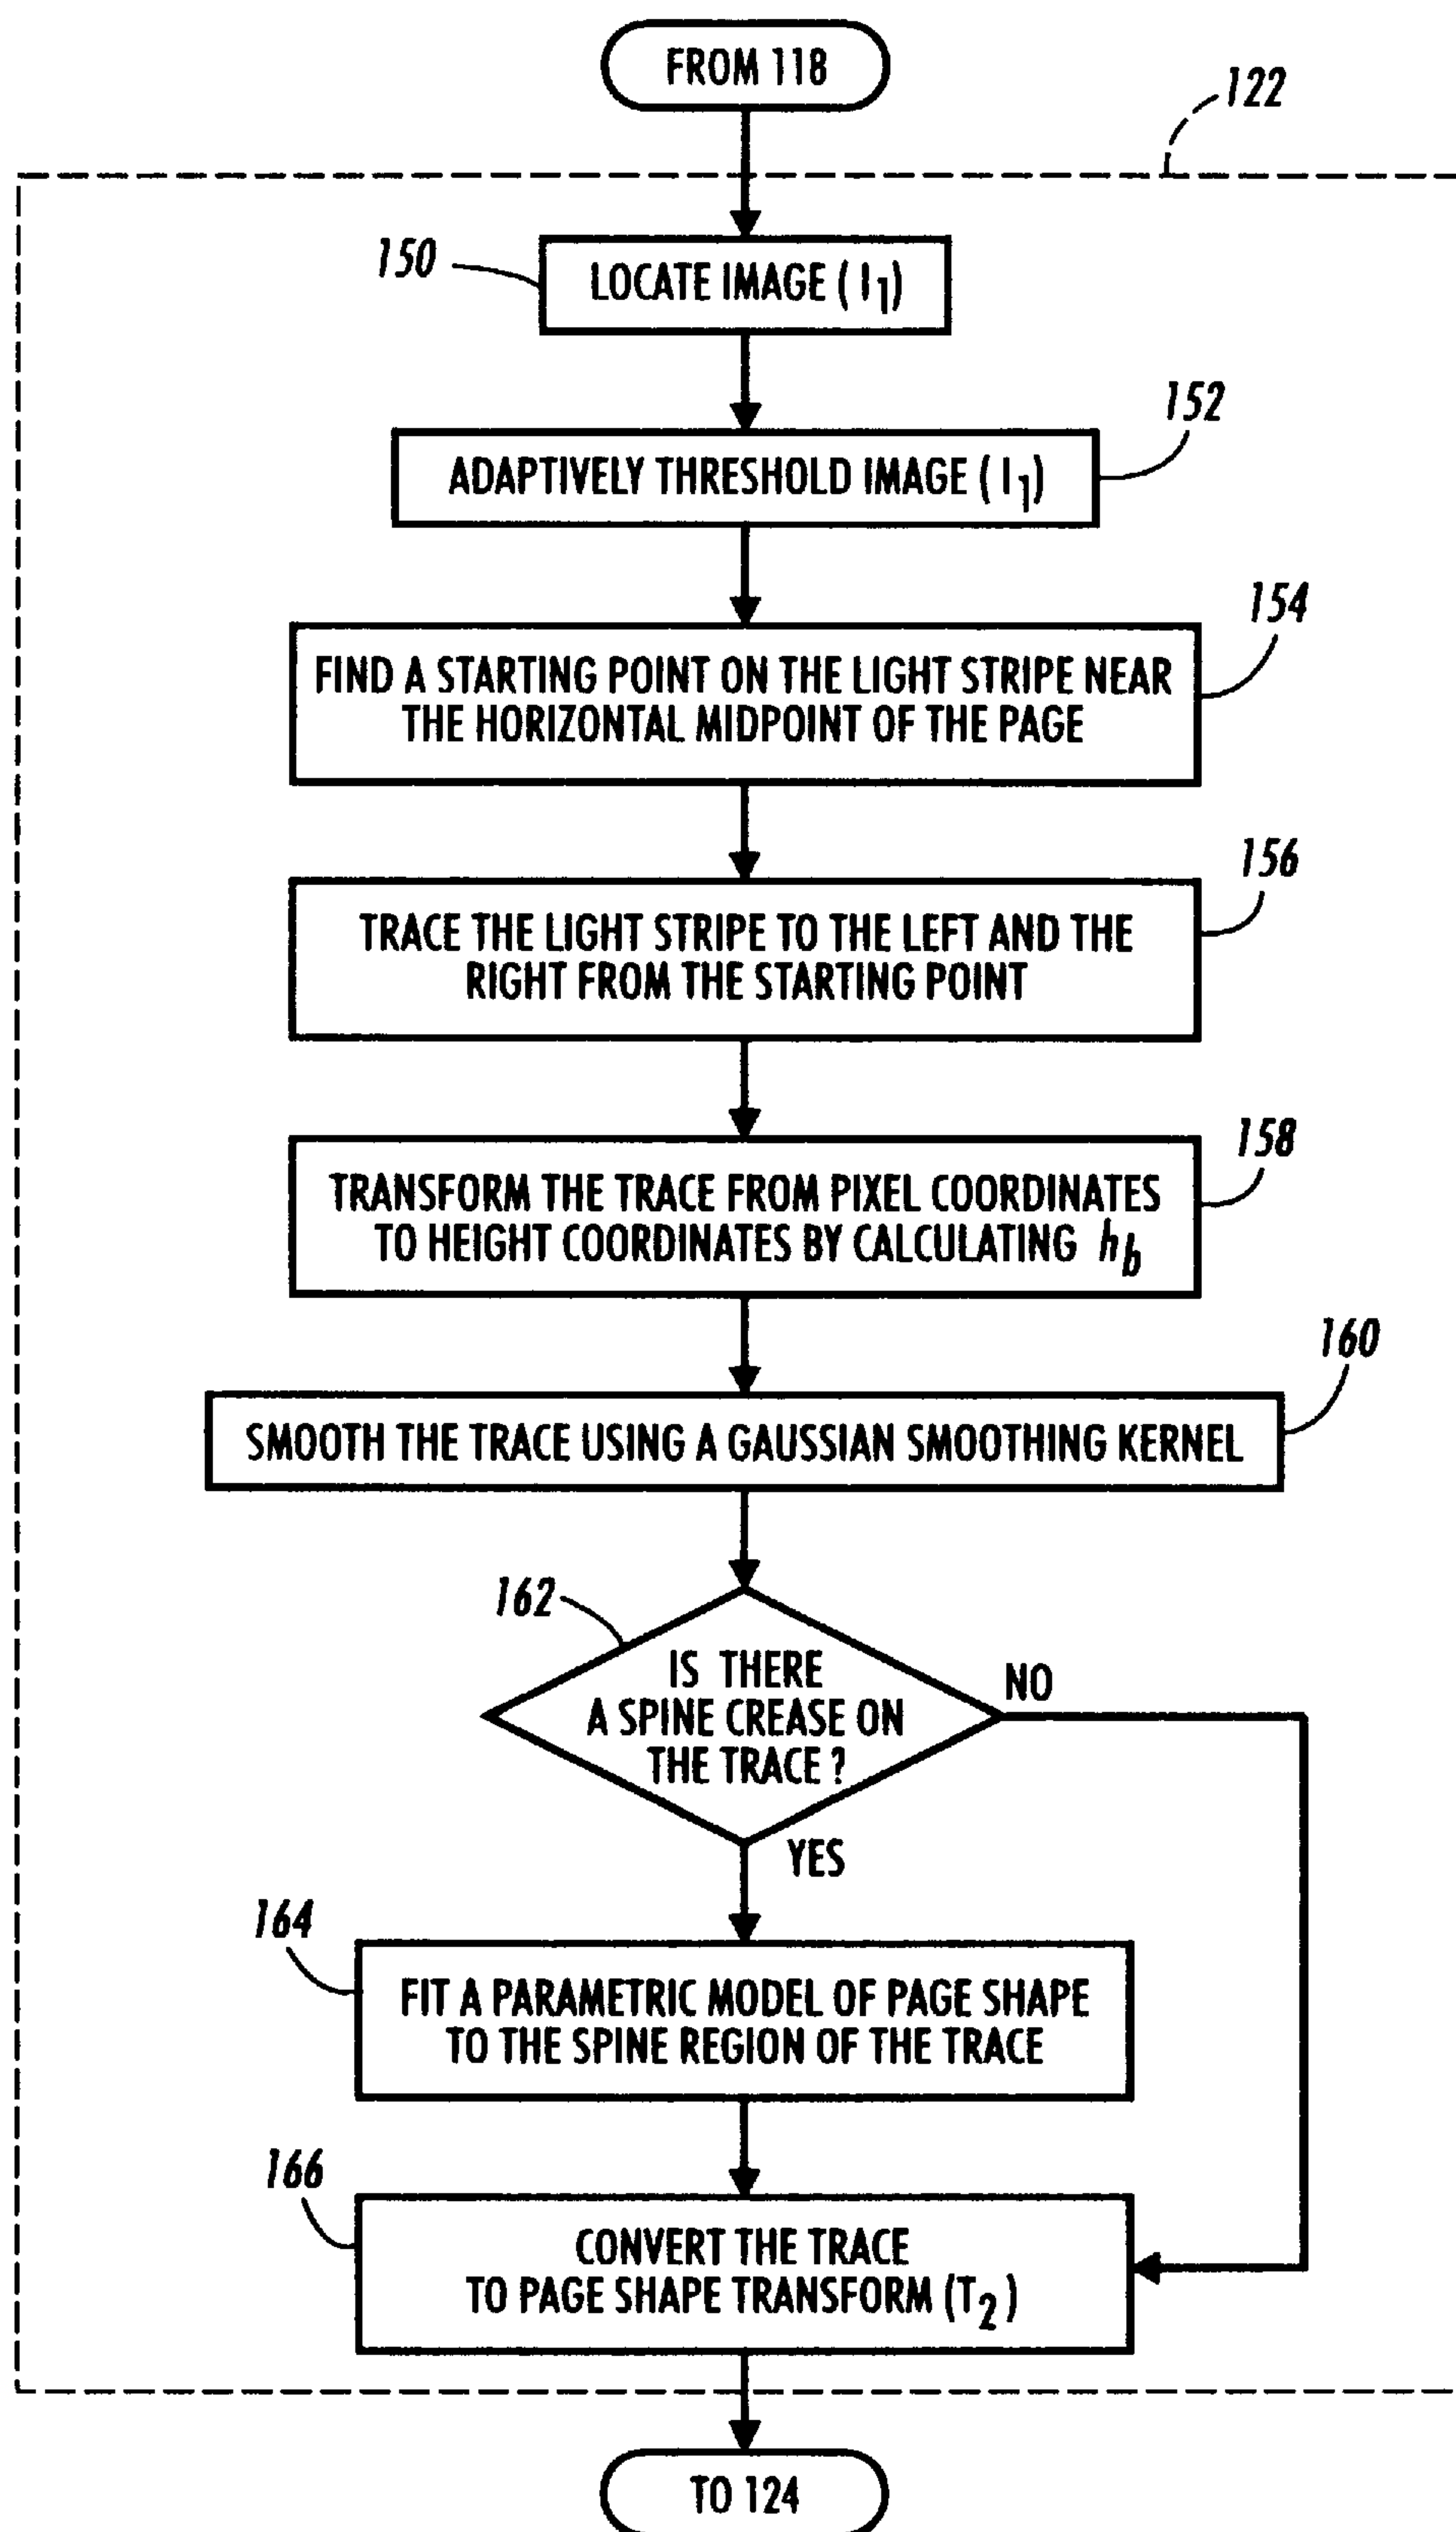 FROM 118
122
150
LOCATE IMAGE ( I1)
152
ADAPTIVELY THRESHOLD IMAGE ( I1)
154
FIND A STARTING POINT ON THE LIGHT STRIPE NEAR
THE HORIZONTAL MIDPOINT OF THE PAGE
156
TRACE THE LIGHT STRIPE TO THE LEFT AND THE
RIGHT FROM THE STARTING POINT
158
TRANSFORM THE TRACE FROM PIXEL COORDINATES
TO HEIGHT COORDINATES BY CALCULATING hb
160
SMOOTH THE TRACE USING A GAUSSIAN SMOOTHING KERNEL
162
IS THERE
A SPINE CREASE ON
THE TRACE ?
NO
YES
164
FIT A PARAMETRIC MODEL OF PAGE SHAPE
TO THE SPINE REGION OF THE TRACE
166
CONVERT THE TRACE
TO PAGE SHAPE TRANSFORM (T2 )
TO 124